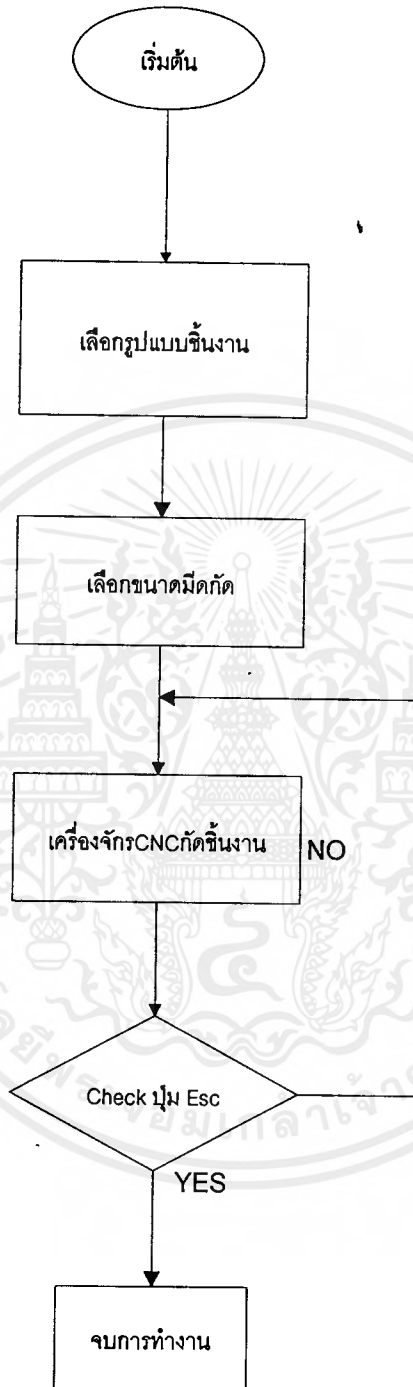 เริ่มต้น
เลือกรูปแบบชิ้นงาน
เลือกขนาดมีดกัด
เครื่องจักรCNCกัดชิ้นงาน
NO
Check ปุ่ม Esc
YES
จบการทำงาน